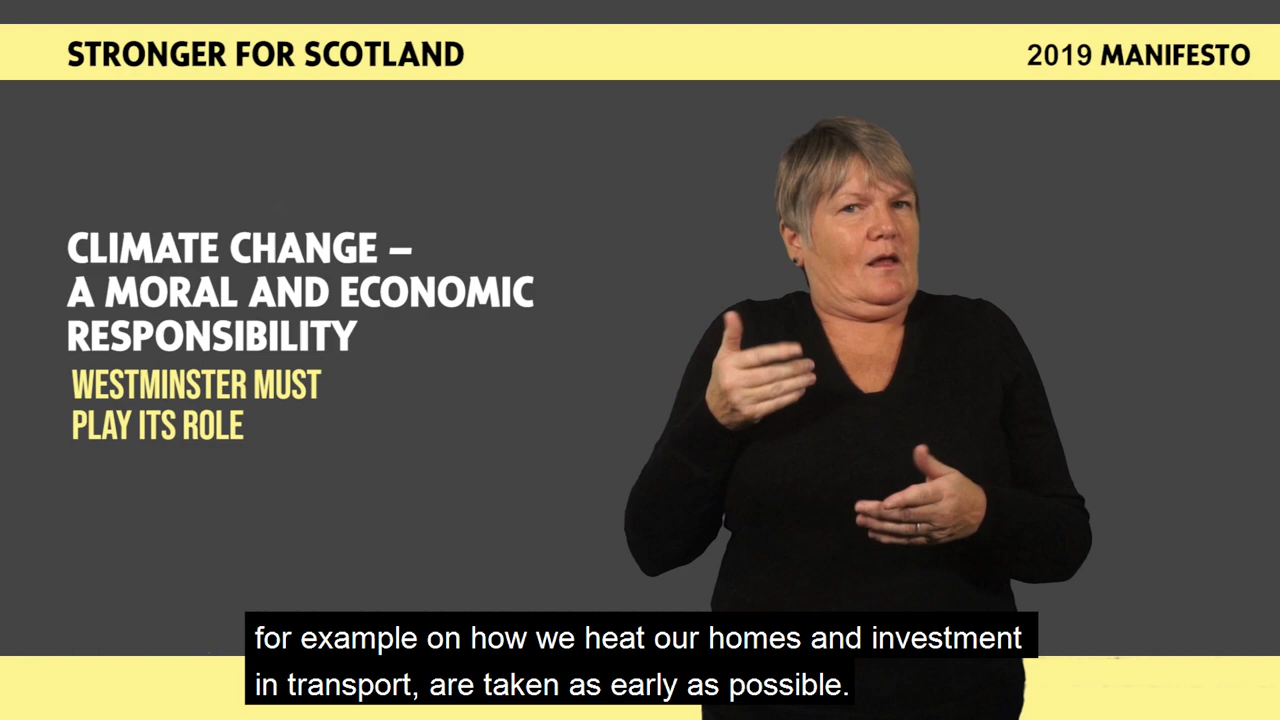 STRONGER FOR SCOTLAND
2019 MANIFESTO
CLIMATE CHANGE –
A MORAL AND ECONOMIC
RESPONSIBILITY
WESTMINSTER MUST
PLAY ITS ROLE
for example on how we heat our homes and investment
in transport, are taken as early as possible.